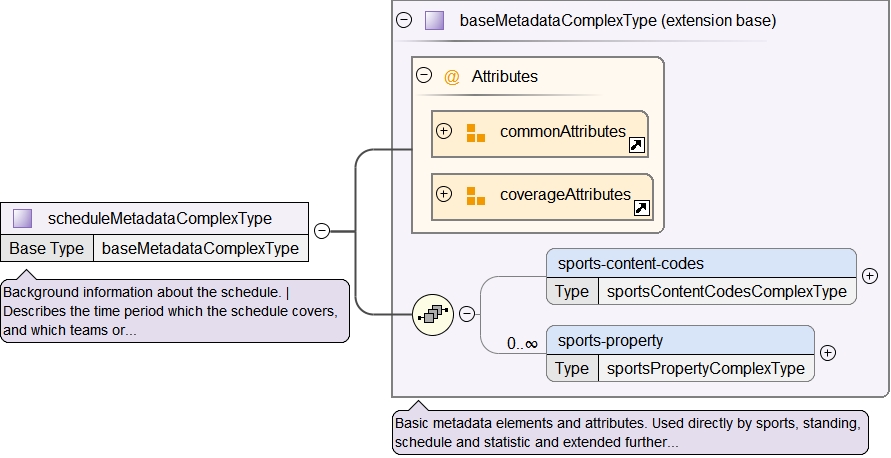 baseMetadataComplexType (extension base)
@ Attributes
commonAttributes
coverageAttributes
scheduleMetadataComplexType
Base Type baseMetadataComplexType
Background information about the schedule. |
Describes the time period which the schedule covers,
and which teams or...
sports-content-codes
Type sportsContentCodesComplexType
0..∞
sports-property
Type sportsPropertyComplexType
Basic metadata elements and attributes. Used directly by sports, standing,
schedule and statistic and extended further...